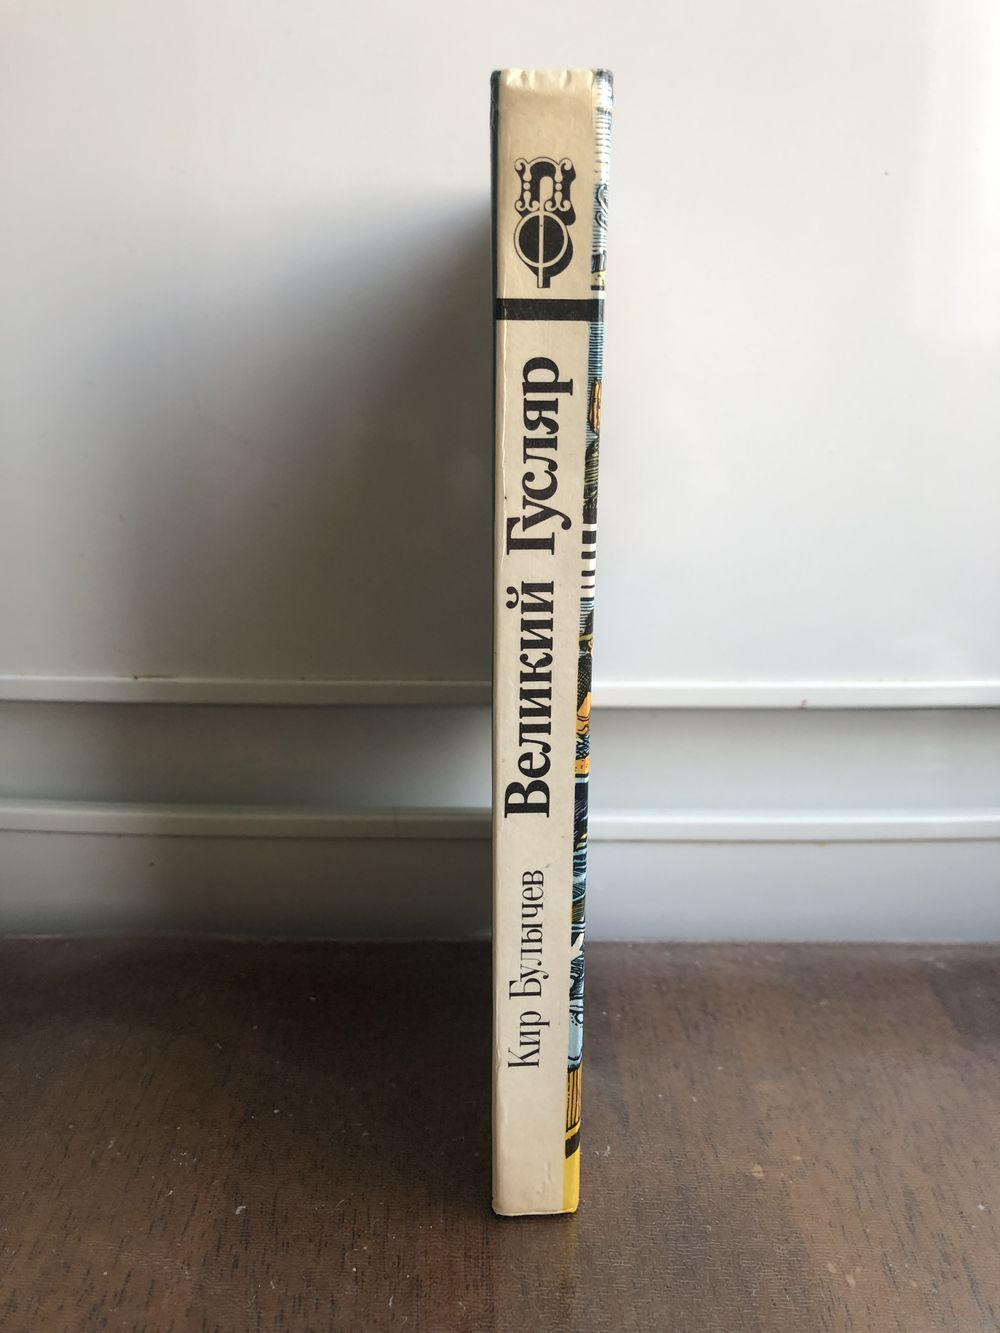 Кир Булычев
Великий Гусляр